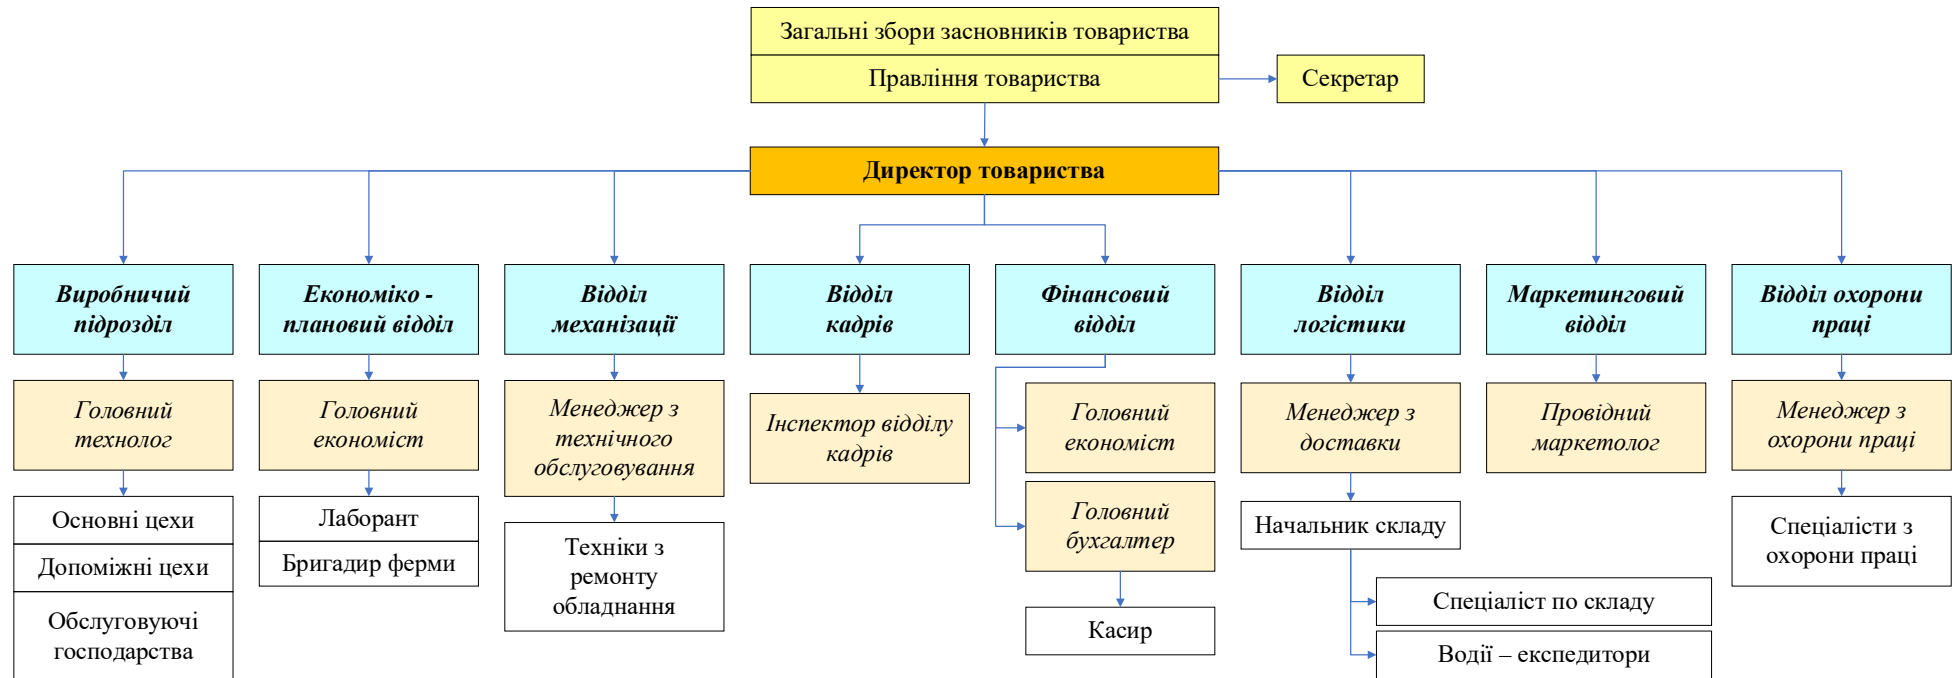 Загальні збори засновників товариства
Правління товариства
Секретар
Директор товариства
Виробничий
підрозділ
Економіко -
плановий відділ
Відділ
механізації
Відділ
кадрів
Фінансовий
відділ
Відділ
логістики
Маркетинговий
відділ
Відділ охорони
праці
Головний
технолог
Головний
економіст
Менеджер з
технічного
обслуговування
Інспектор відділу
кадрів
Головний
економіст
Менеджер з
доставки
Провідний
маркетолог
Менеджер з
охорони праці
Основні цехи
Допоміжні цехи
Обслуговуючі
господарства
Лаборант
Бригадир ферми
Техніки з
ремонту
обладнання
Головний
бухгалтер
Касир
Начальник складу
Спеціаліст по складу
Водії – експедитори
Спеціалісти з
охорони праці